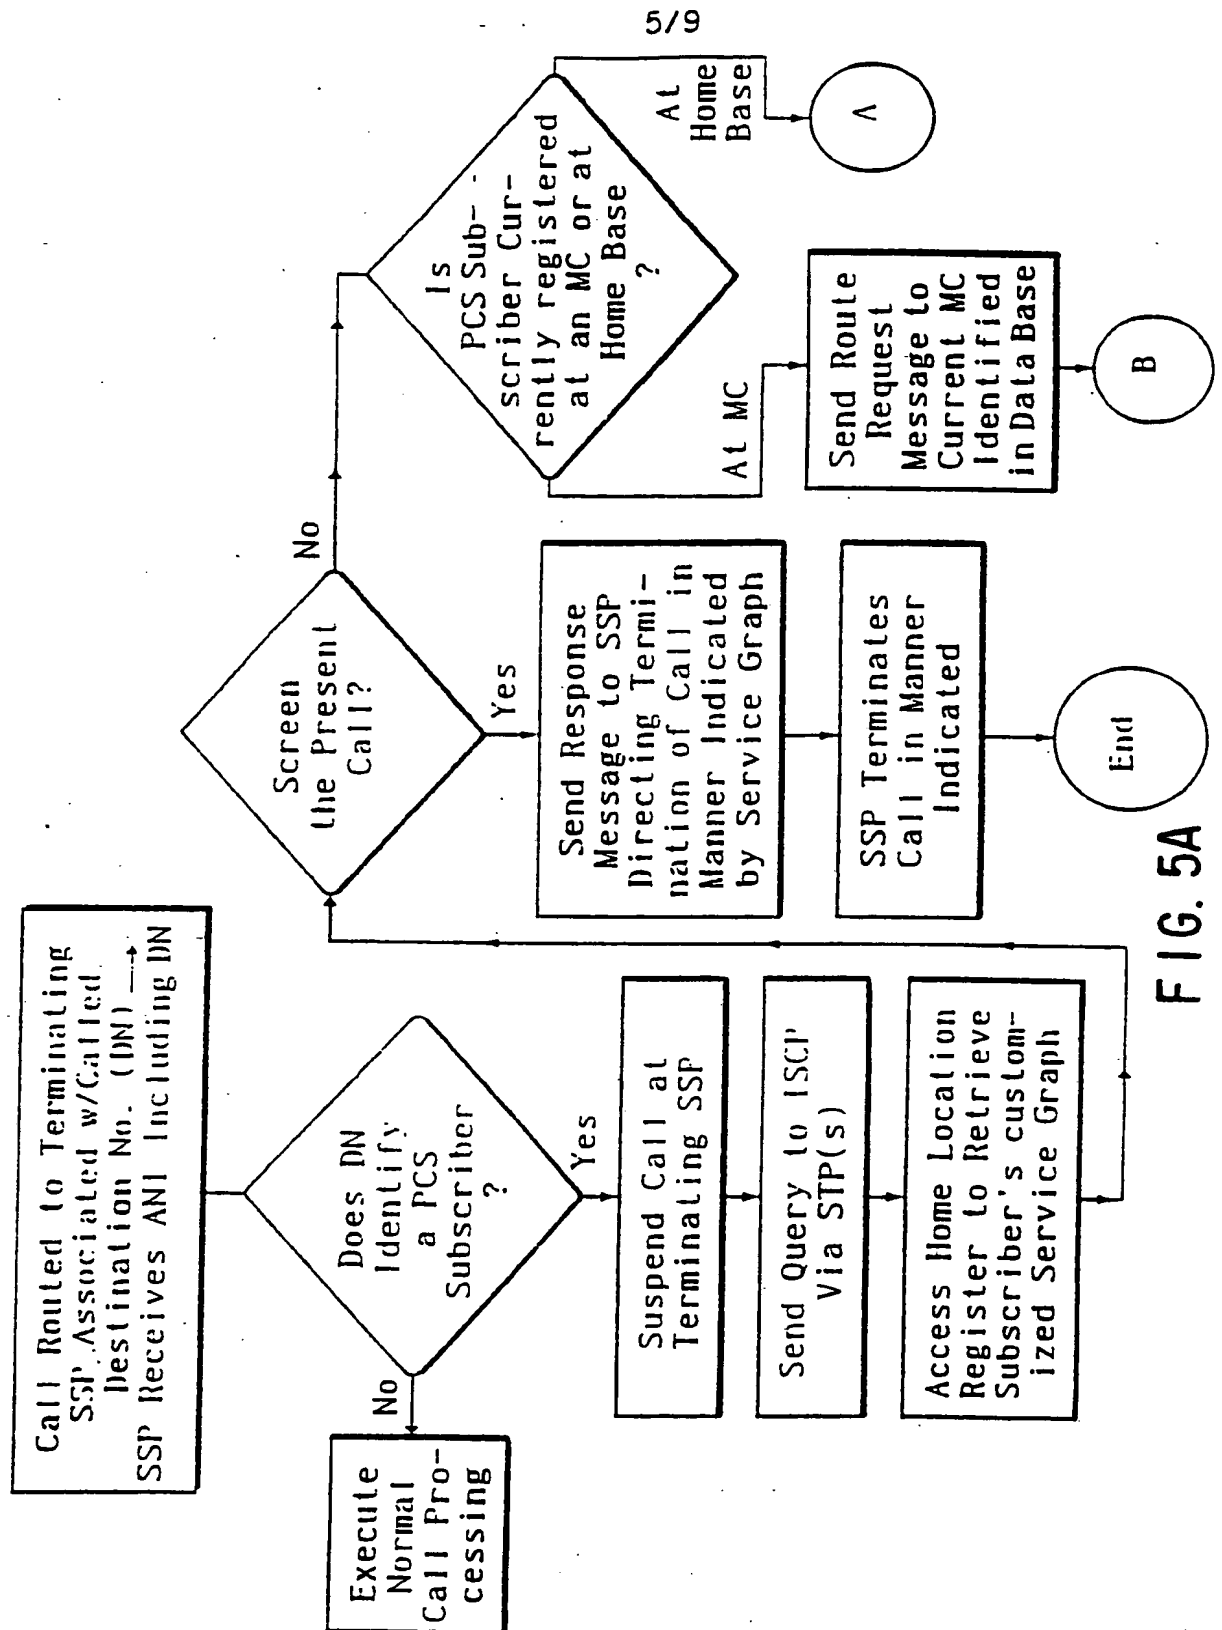 5/9
Call Routed to Terminating
SSP Associated w/Called
Destination No. (DN)
SSP Receives ANI Including DN
Does DN
Identify
a PCS
Subscriber
?
No
Execute
Normal
Call Pro-
cessing
Yes
Suspend Call at
Terminating SSP
Send Query to ISCP
Via STP(s)
Access Home Location
Register to Retrieve
Subscriber's custom-
ized Service Graph
Screen
the Present
Call?
No
Yes
Send Response
Message to SSP
Directing Termi-
nation of Call in
Manner Indicated
by Service Graph
SSP Terminates
Call in Manner
Indicated
End
Is
PCS Sub-
scriber Cur-
rently registered
at an MC or at
Home Base
?
At MC
Send Route
Request
Message to
Current MC
Identified
in Data Base
B
At
Home
Base
A
FIG. 5A